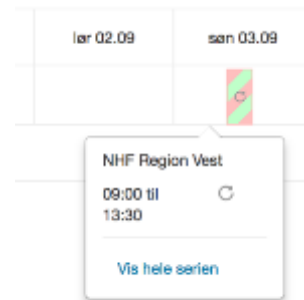 lør 02.09 søn 03.09
NHF Region Vest
09:00 til
13:30
Vis hele serien